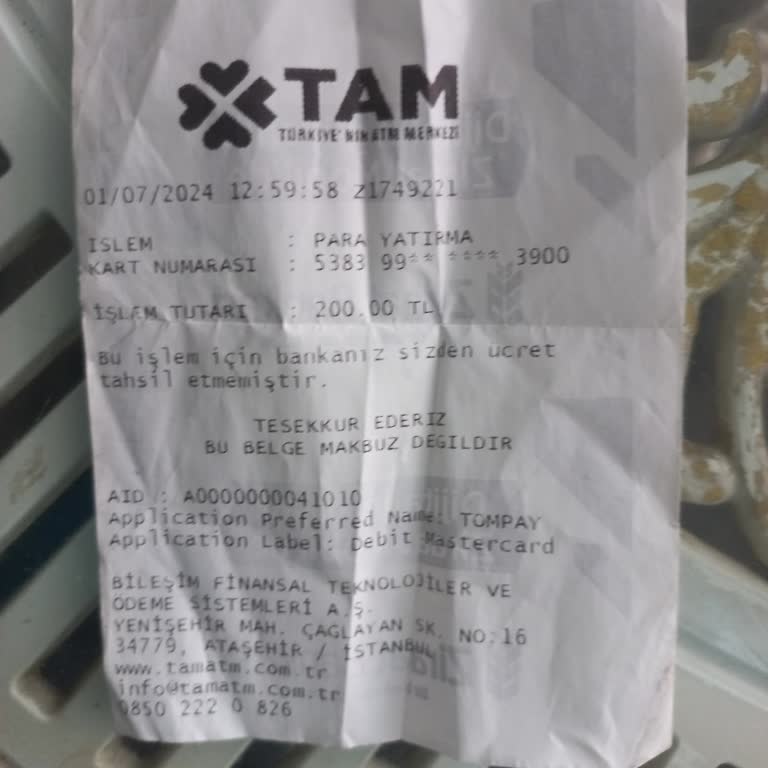 TAM
TÜRKİYE'NİN ATM MERKEZİ
01/07/2024 12:59:58 Z1749221
ISLEM : PARA YATIRMA
KART NUMARASI : 5383 99** **** 3900
İŞLEM TUTARI : 200.00 TL
Bu işlem için bankanız sizden ücret
tahsil etmemiştir.
TESEKKUR EDERIZ
BU BELGE MAKBUZ DEGILDIR
AID : A0000000041010
Application Preferred Name: TOMPAY
Application Label: Debit Mastercard
BİLEŞİM FİNANSAL TEKNOLOJİLER VE
ÖDEME SİSTEMLERİ A.Ş.
YENİŞEHİR MAH. ÇAĞLAYAN SK. NO:16
34779, ATAŞEHİR / İSTANBUL
www.tamatm.com.tr
info@tamatm.com.tr
0850 222 0 826